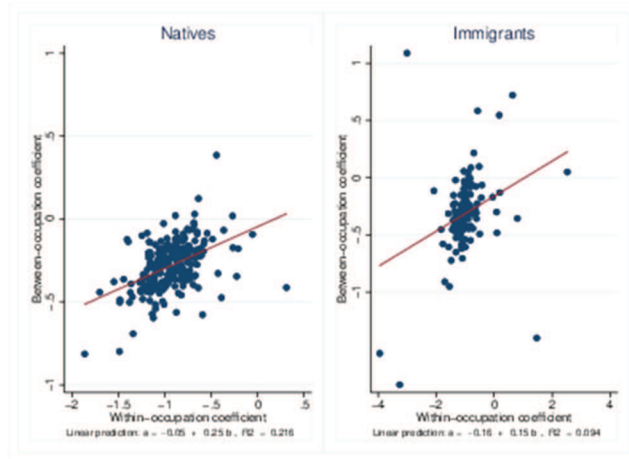 Natives
1
.5
0
-.5
-1
Between-occupation coefficient
-2 -1.5 -1 -.5 0 .5
Within-occupation coefficient
Linear prediction: a = -0.05 + 0.25 b , R2 = 0.216
Immigrants
1
.5
0
-.5
-1
Between-occupation coefficient
-4 -2 0 2 4
Within-occupation coefficient
Linear prediction: a = -0.16 + 0.15 b , R2 = 0.094